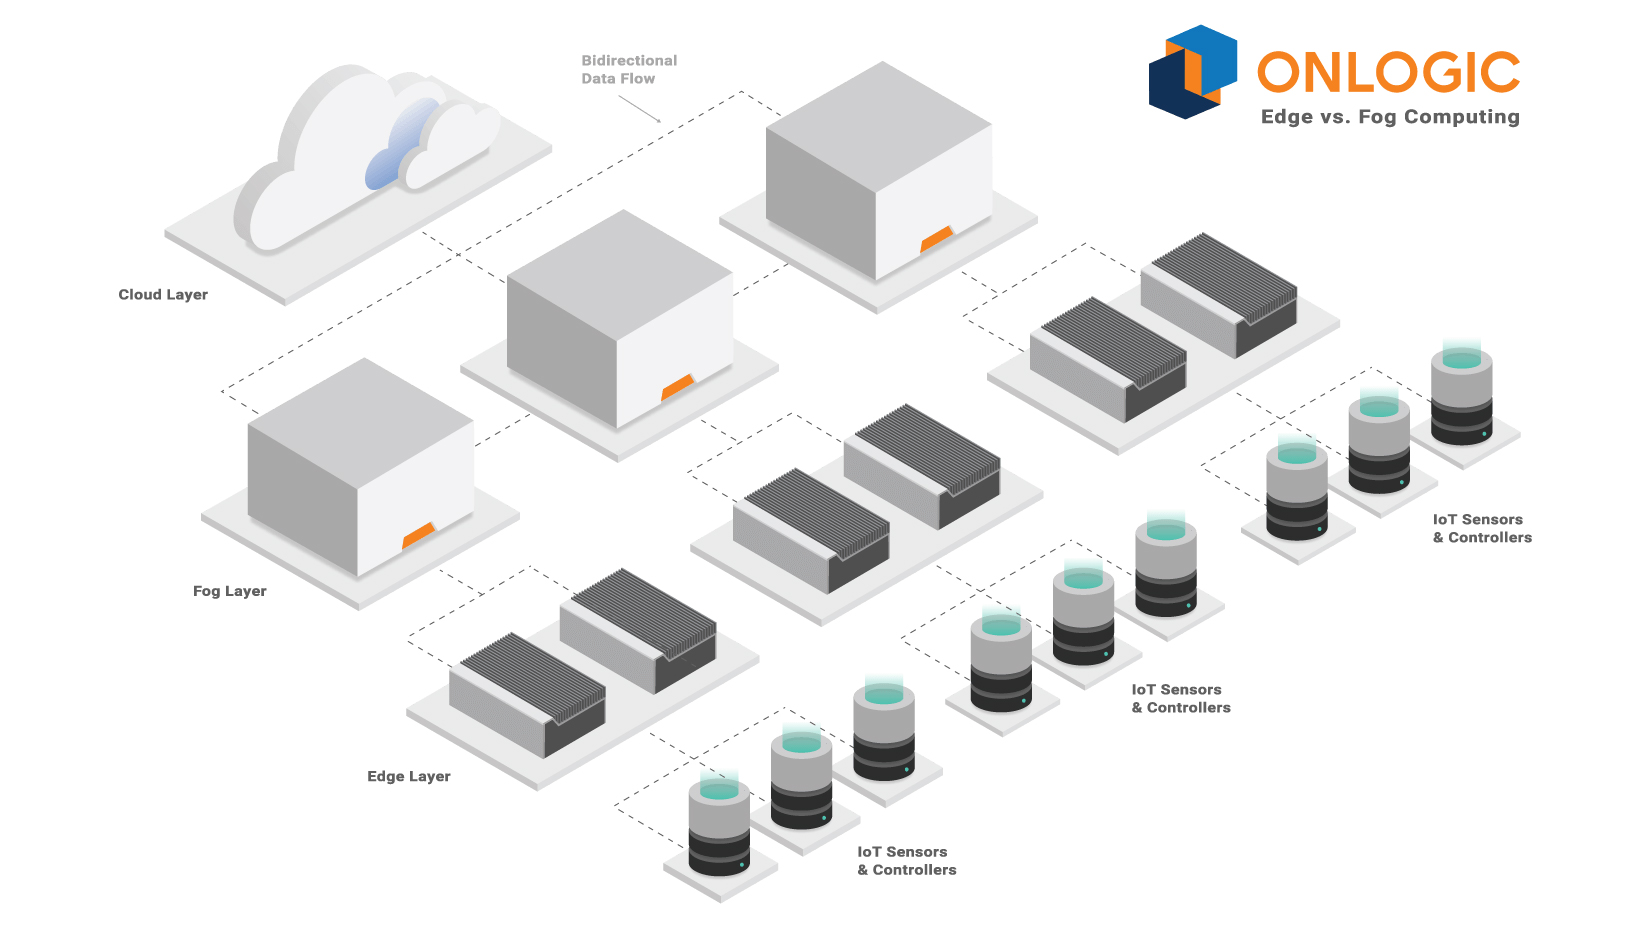 Bidirectional
Data Flow
ONLOGIC
Edge vs. Fog Computing
Cloud Layer
IoT Sensors
& Controllers
Fog Layer
IoT Sensors
& Controllers
Edge Layer
IoT Sensors
& Controllers